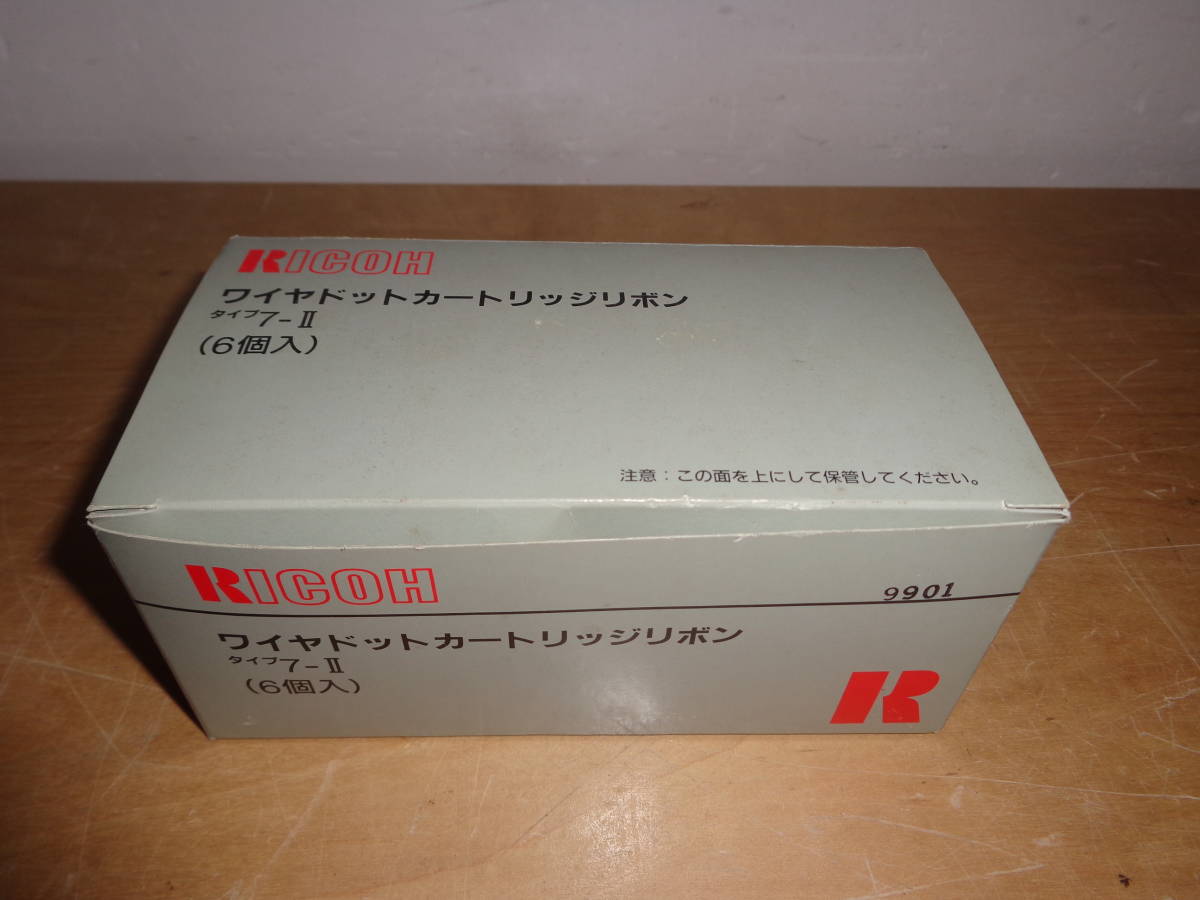 RICOH
ワイヤドットカートリッジリボン
タイプ7-Ⅱ
(6個入)
注意：この面を上にして保管してください。
RICOH
9901
ワイヤドットカートリッジリボン
タイプ7-Ⅱ
(6個入)
R